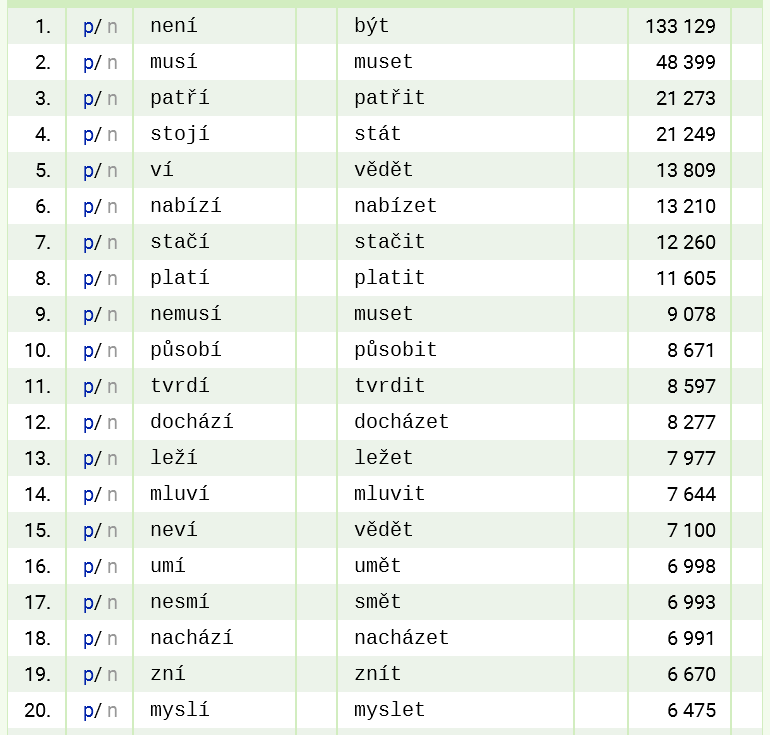 1. p/ n není být 133 129
2. p/ n musí muset 48 399
3. p/ n patří patřit 21 273
4. p/ n stojí stát 21 249
5. p/ n ví vědět 13 809
6. p/ n nabízí nabízet 13 210
7. p/ n stačí stačit 12 260
8. p/ n platí platit 11 605
9. p/ n nemusí muset 9 078
10. p/ n působí působit 8 671
11. p/ n tvrdí tvrdit 8 597
12. p/ n dochází docházet 8 277
13. p/ n leží ležet 7 977
14. p/ n mluví mluvit 7 644
15. p/ n neví vědět 7 100
16. p/ n umí umět 6 998
17. p/ n nesmí smět 6 993
18. p/ n nachází nacházet 6 991
19. p/ n zní znít 6 670
20. p/ n myslí myslet 6 475